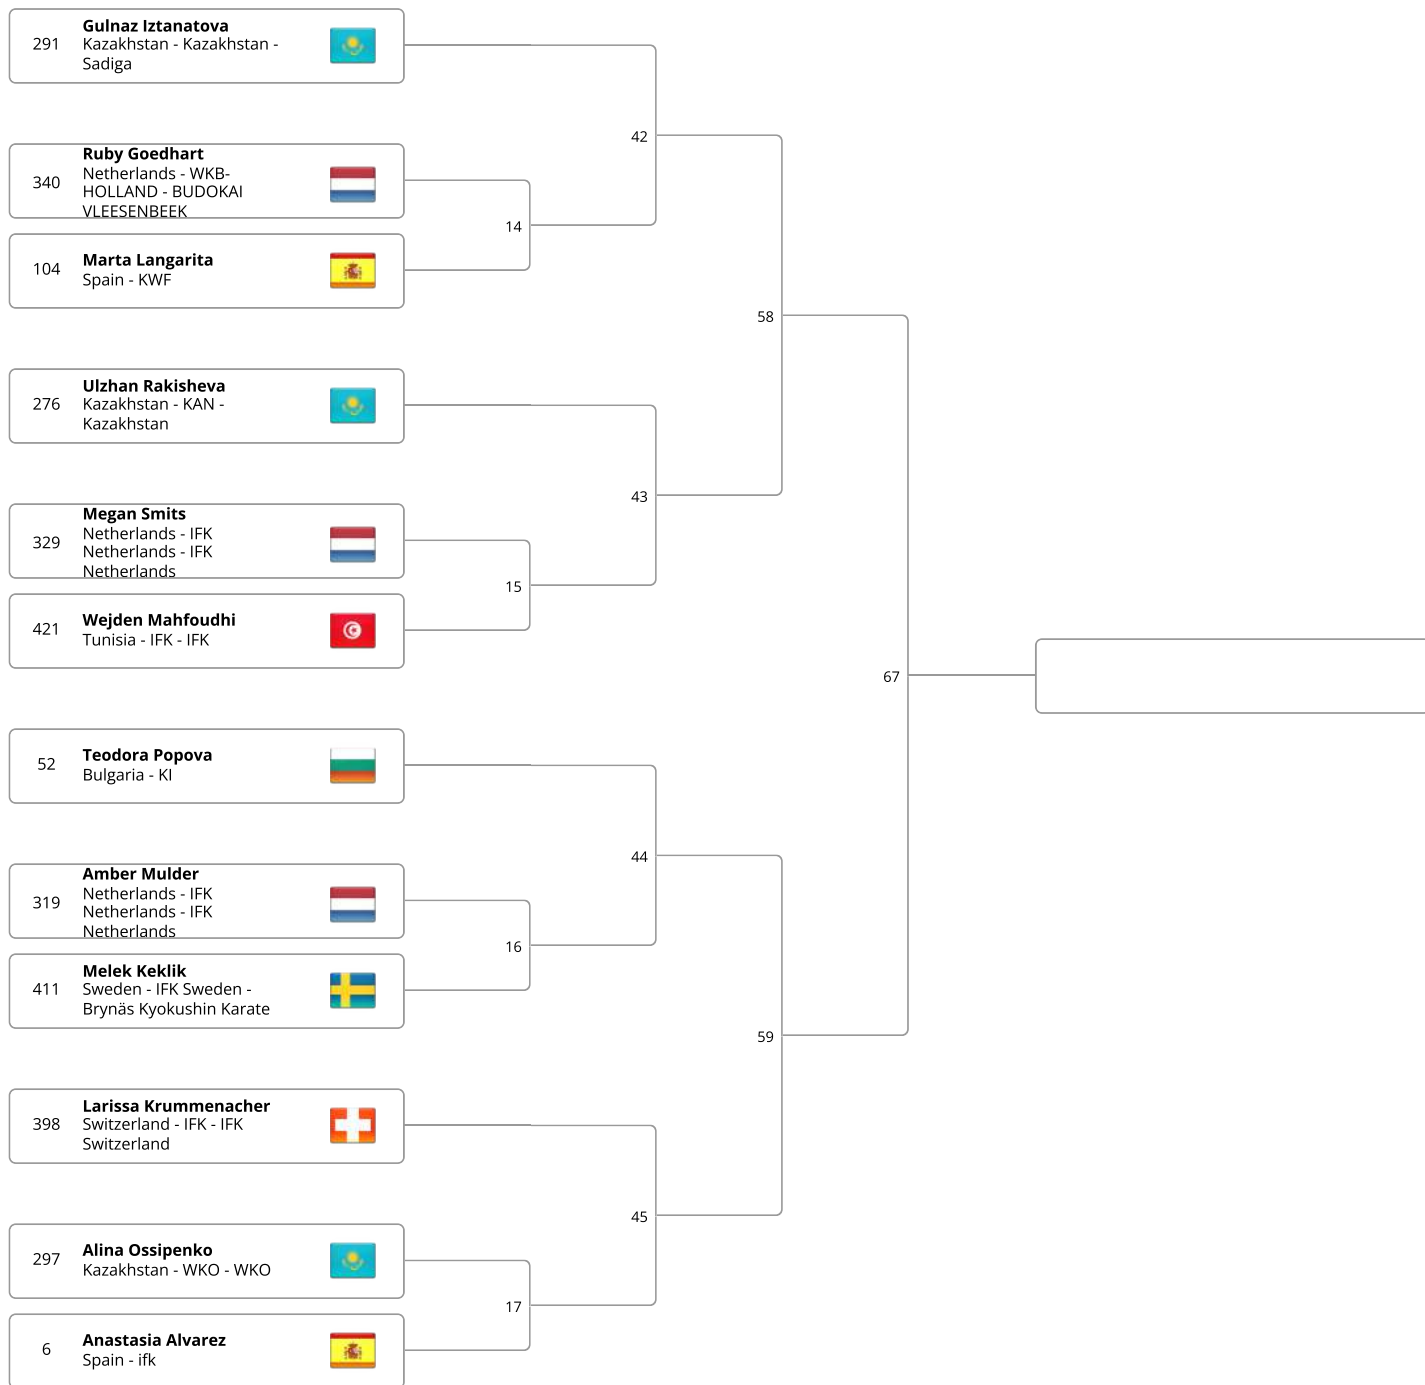 291
Gulnaz Iztanatova
Kazakhstan - Kazakhstan -
Sadiga
42
340
Ruby Goedhart
Netherlands - WKB-
HOLLAND - BUDOKAI
VLEESENBEEK
14
104
Marta Langarita
Spain - KWF
58
276
Ulzhan Rakisheva
Kazakhstan - KAN -
Kazakhstan
43
329
Megan Smits
Netherlands - IFK
Netherlands - IFK
Netherlands
15
421
Wejden Mahfoudhi
Tunisia - IFK - IFK
67
52
Teodora Popova
Bulgaria - KI
44
319
Amber Mulder
Netherlands - IFK
Netherlands - IFK
Netherlands
16
411
Melek Keklik
Sweden - IFK Sweden -
Brynäs Kyokushin Karate
59
398
Larissa Krummenacher
Switzerland - IFK - IFK
Switzerland
45
297
Alina Ossipenko
Kazakhstan - WKO - WKO
17
6
Anastasia Alvarez
Spain - ifk